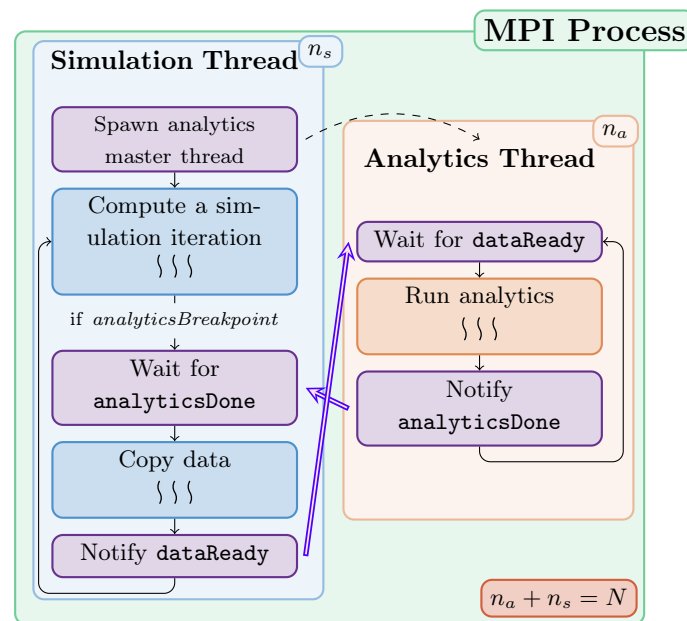 MPI Process
Simulation Thread
n_s
Spawn analytics
master thread
Compute a sim-
ulation iteration
if analyticsBreakpoint
Wait for
analyticsDone
Copy data
Notify dataReady
n_a
Analytics Thread
Wait for dataReady
Run analytics
Notify
analyticsDone
n_a + n_s = N